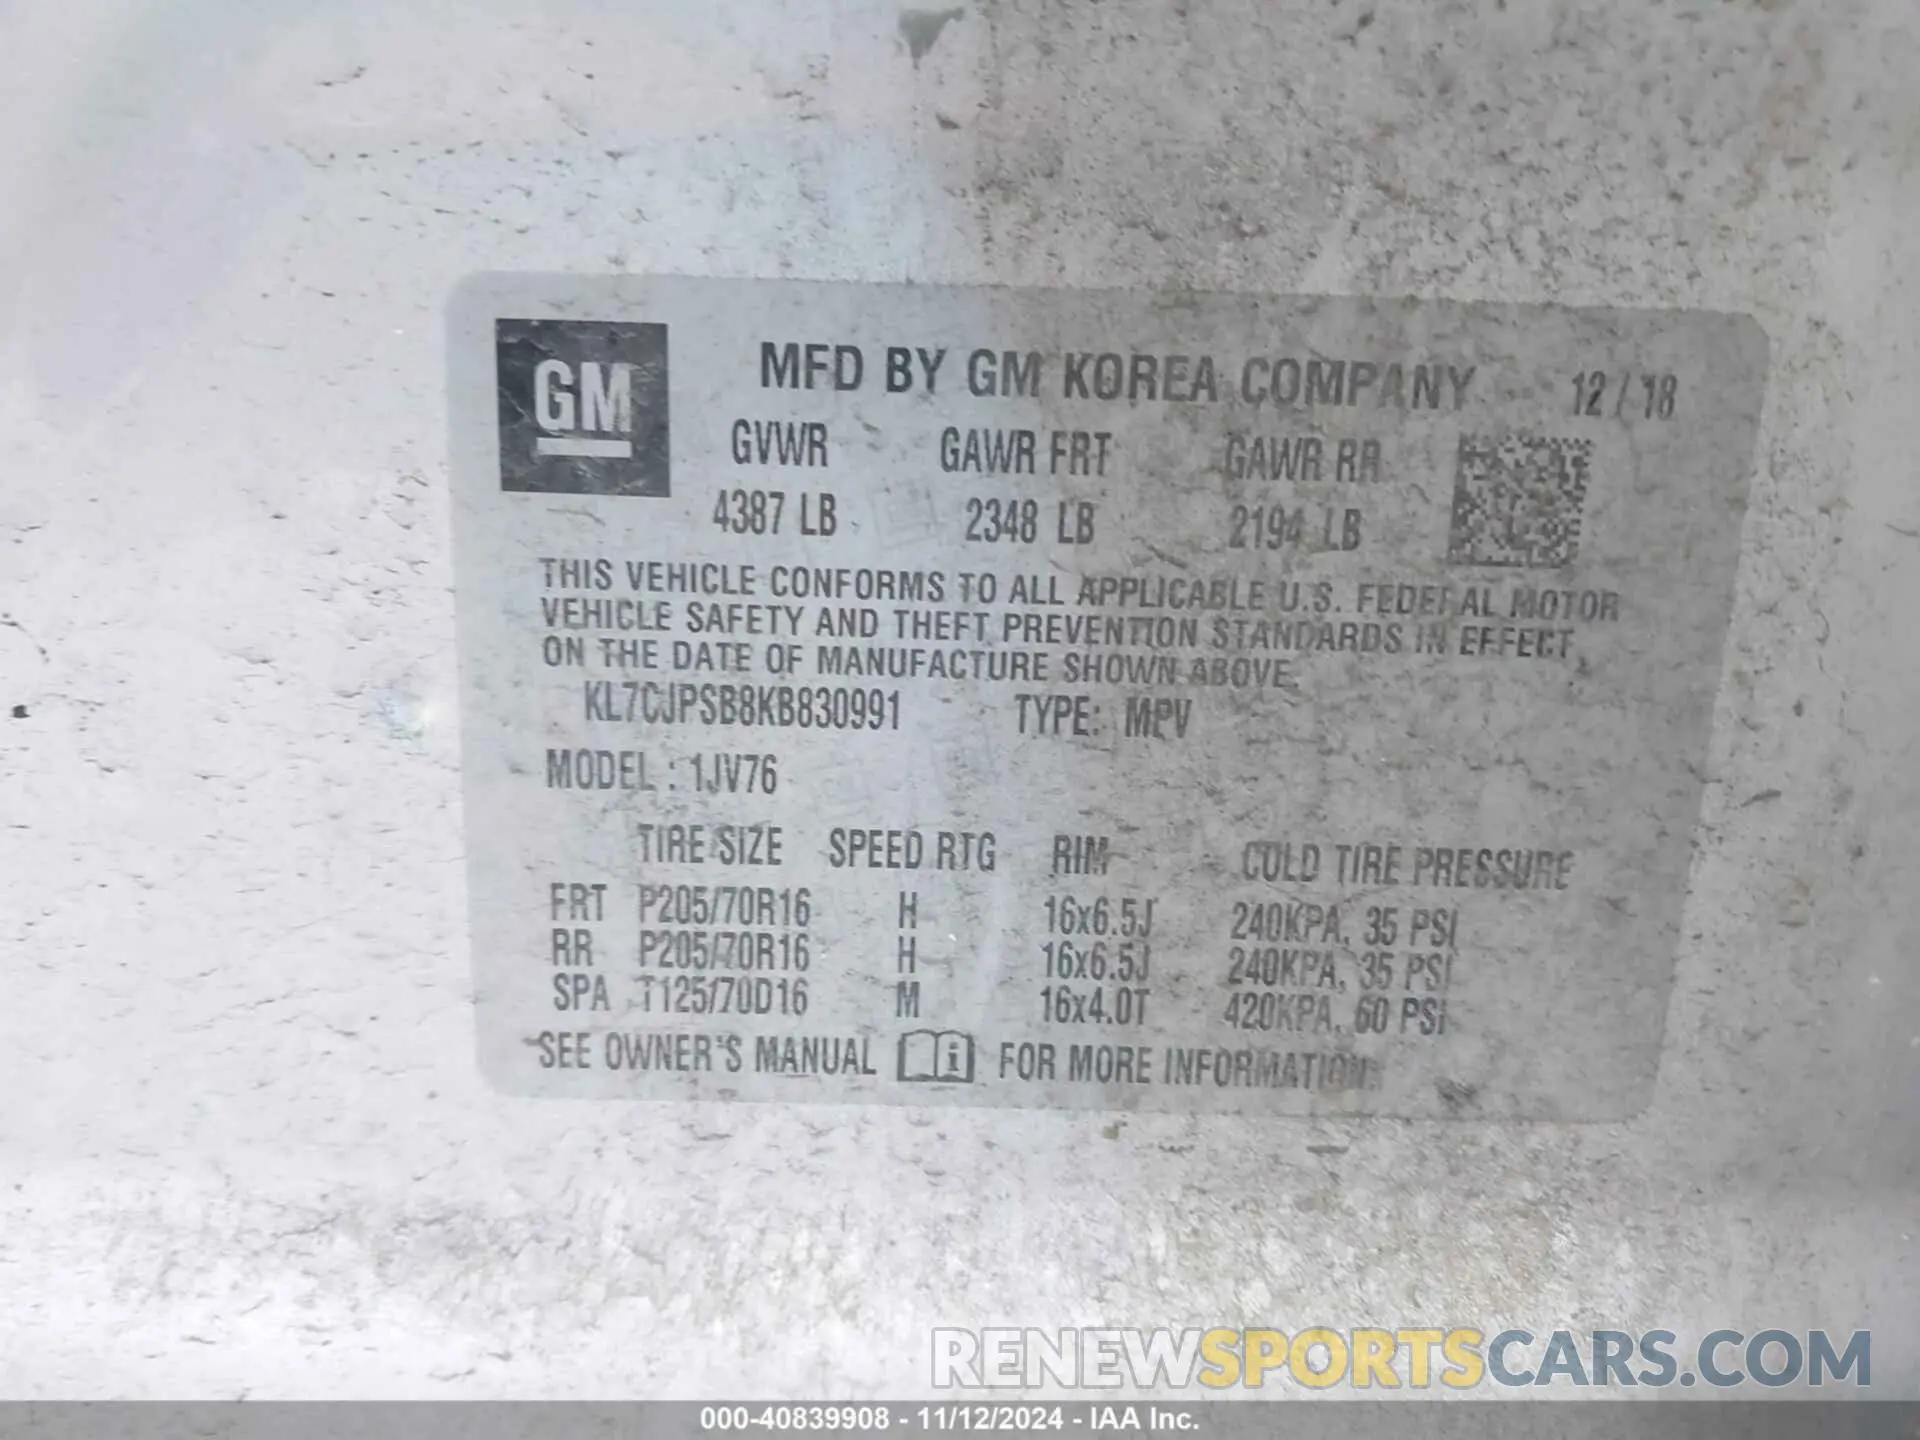 GM
MFD BY GM KOREA COMPANY 12 / 18
GVWR GAWR FRT GAWR RR
4387 LB 2348 LB 2194 LB
THIS VEHICLE CONFORMS TO ALL APPLICABLE U.S. FEDERAL MOTOR
VEHICLE SAFETY AND THEFT PREVENTION STANDARDS IN EFFECT
ON THE DATE OF MANUFACTURE SHOWN ABOVE.
KL7CJPSB8KB830991 TYPE: MPV
MODEL : 1JV76
TIRE SIZE SPEED RTG RIM COLD TIRE PRESSURE
FRT P205/70R16 H 16x6.5J 240KPA, 35 PSI
RR P205/70R16 H 16x6.5J 240KPA, 35 PSI
SPA T125/70D16 M 16x4.0T 420KPA, 60 PSI
SEE OWNER'S MANUAL i FOR MORE INFORMATION.
RENEWSPORTSCARS.COM
000-40839908 - 11/12/2024 - IAA Inc.